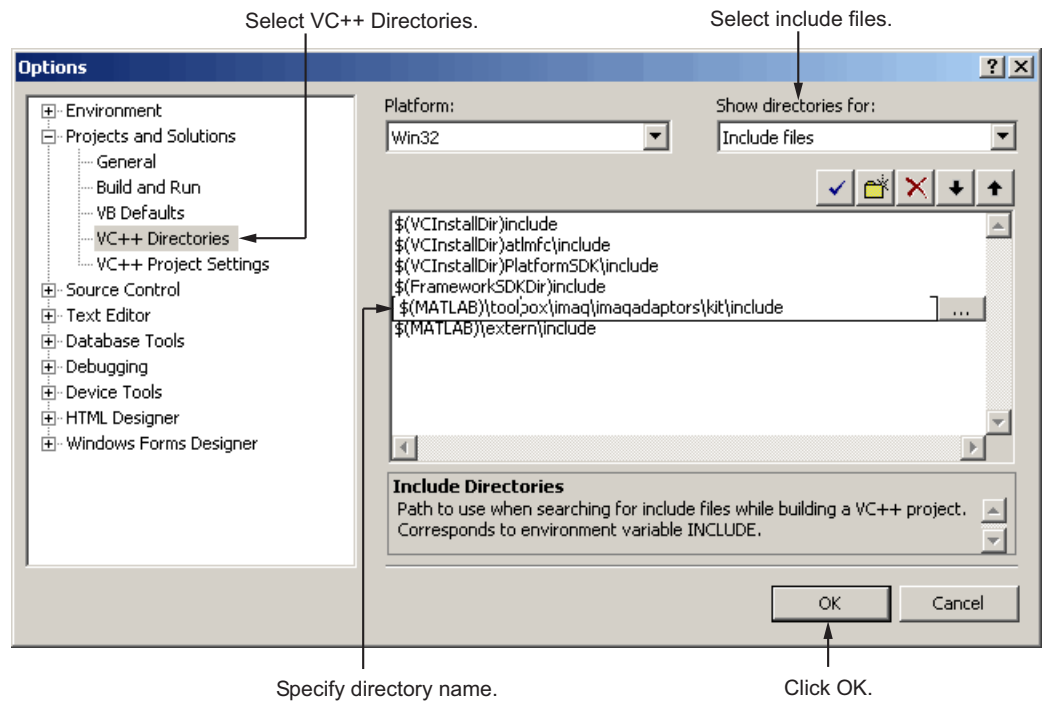 Select VC++ Directories.
Select include files.
Options
Environment
Projects and Solutions
General
Build and Run
VB Defaults
VC++ Directories
VC++ Project Settings
Source Control
Text Editor
Database Tools
Debugging
Device Tools
HTML Designer
Windows Forms Designer
Platform:
Win32
Show directories for:
Include files
$(VCInstallDir)include
$(VCInstallDir)atlmfc\include
$(VCInstallDir)PlatformSDK\include
$(FrameworkSDKDir)include
$(MATLAB)\toolbox\imaq\imaqadaptors\kit\include
...
$(MATLAB)\extern\include
Include Directories
Path to use when searching for include files while building a VC++ project.
Corresponds to environment variable INCLUDE.
OK
Cancel
Specify directory name.
Click OK.